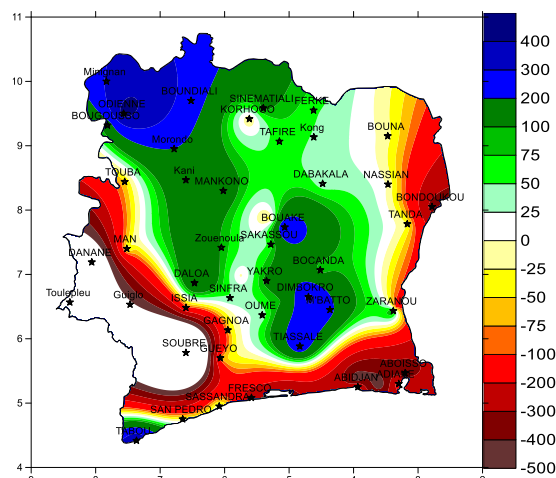 11
10
9
8
7
6
5
4
Minignan
ODIENNE
BOUNDIALI
SINEMATIALI
FERKE
KORHOGO
Kong
BOUNA
TAFIRE
Morondo
TOUBA
Kani
MANKONO
DABAKALA
NASSIAN
BONDOUKOU
TANDA
BOUAKE
MAN
Zouenoula
SAKASSOU
DANANE
BOCANDA
DALOA
YAKRO
SINFRA
DIMBOKRO
Toulepleu
Guiglo
ISSIA
OUME
ZARANOU
GAGNOA
SOUBRE
GUEYO
TIASSALE
ABOISSO
ADIAKE
ABIDJAN
FRESCO
SASSANDRA
SAN PEDRO
TABOU
400
300
200
100
75
50
25
0
-25
-50
-75
-100
-200
-300
-400
-500